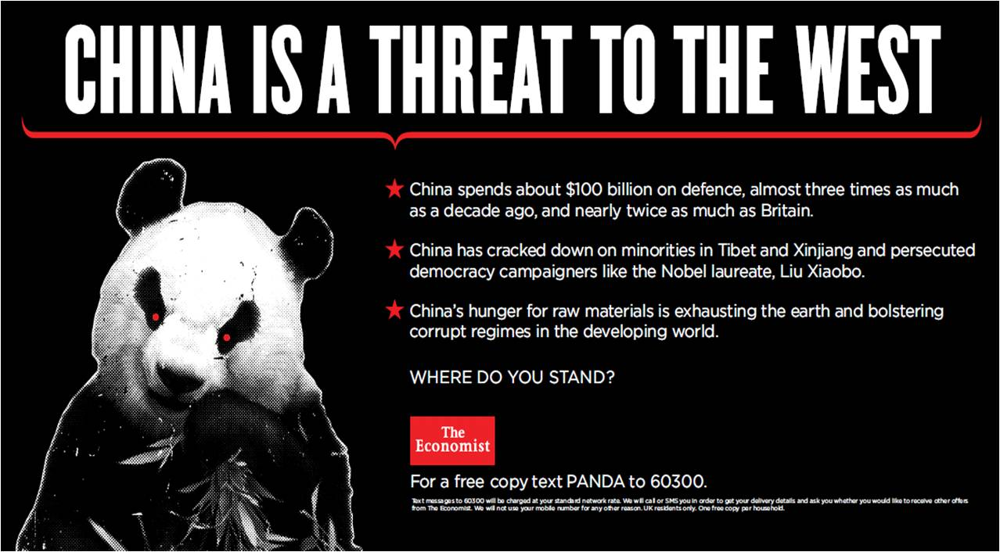 CHINA IS A THREAT TO THE WEST
China spends about $100 billion on defence, almost three times as much
as a decade ago, and nearly twice as much as Britain.
China has cracked down on minorities in Tibet and Xinjiang and persecuted
democracy campaigners like the Nobel laureate, Liu Xiaobo.
China's hunger for raw materials is exhausting the earth and bolstering
corrupt regimes in the developing world.
WHERE DO YOU STAND?
The
Economist
For a free copy text PANDA to 60300.
Text messages to 60300 will be charged at your standard network rate. We will call or SMS you in order to get your delivery details and ask you whether you would like to receive other offers
from The Economist. We will not use your mobile number for any other reason. UK residents only. One free copy per household.